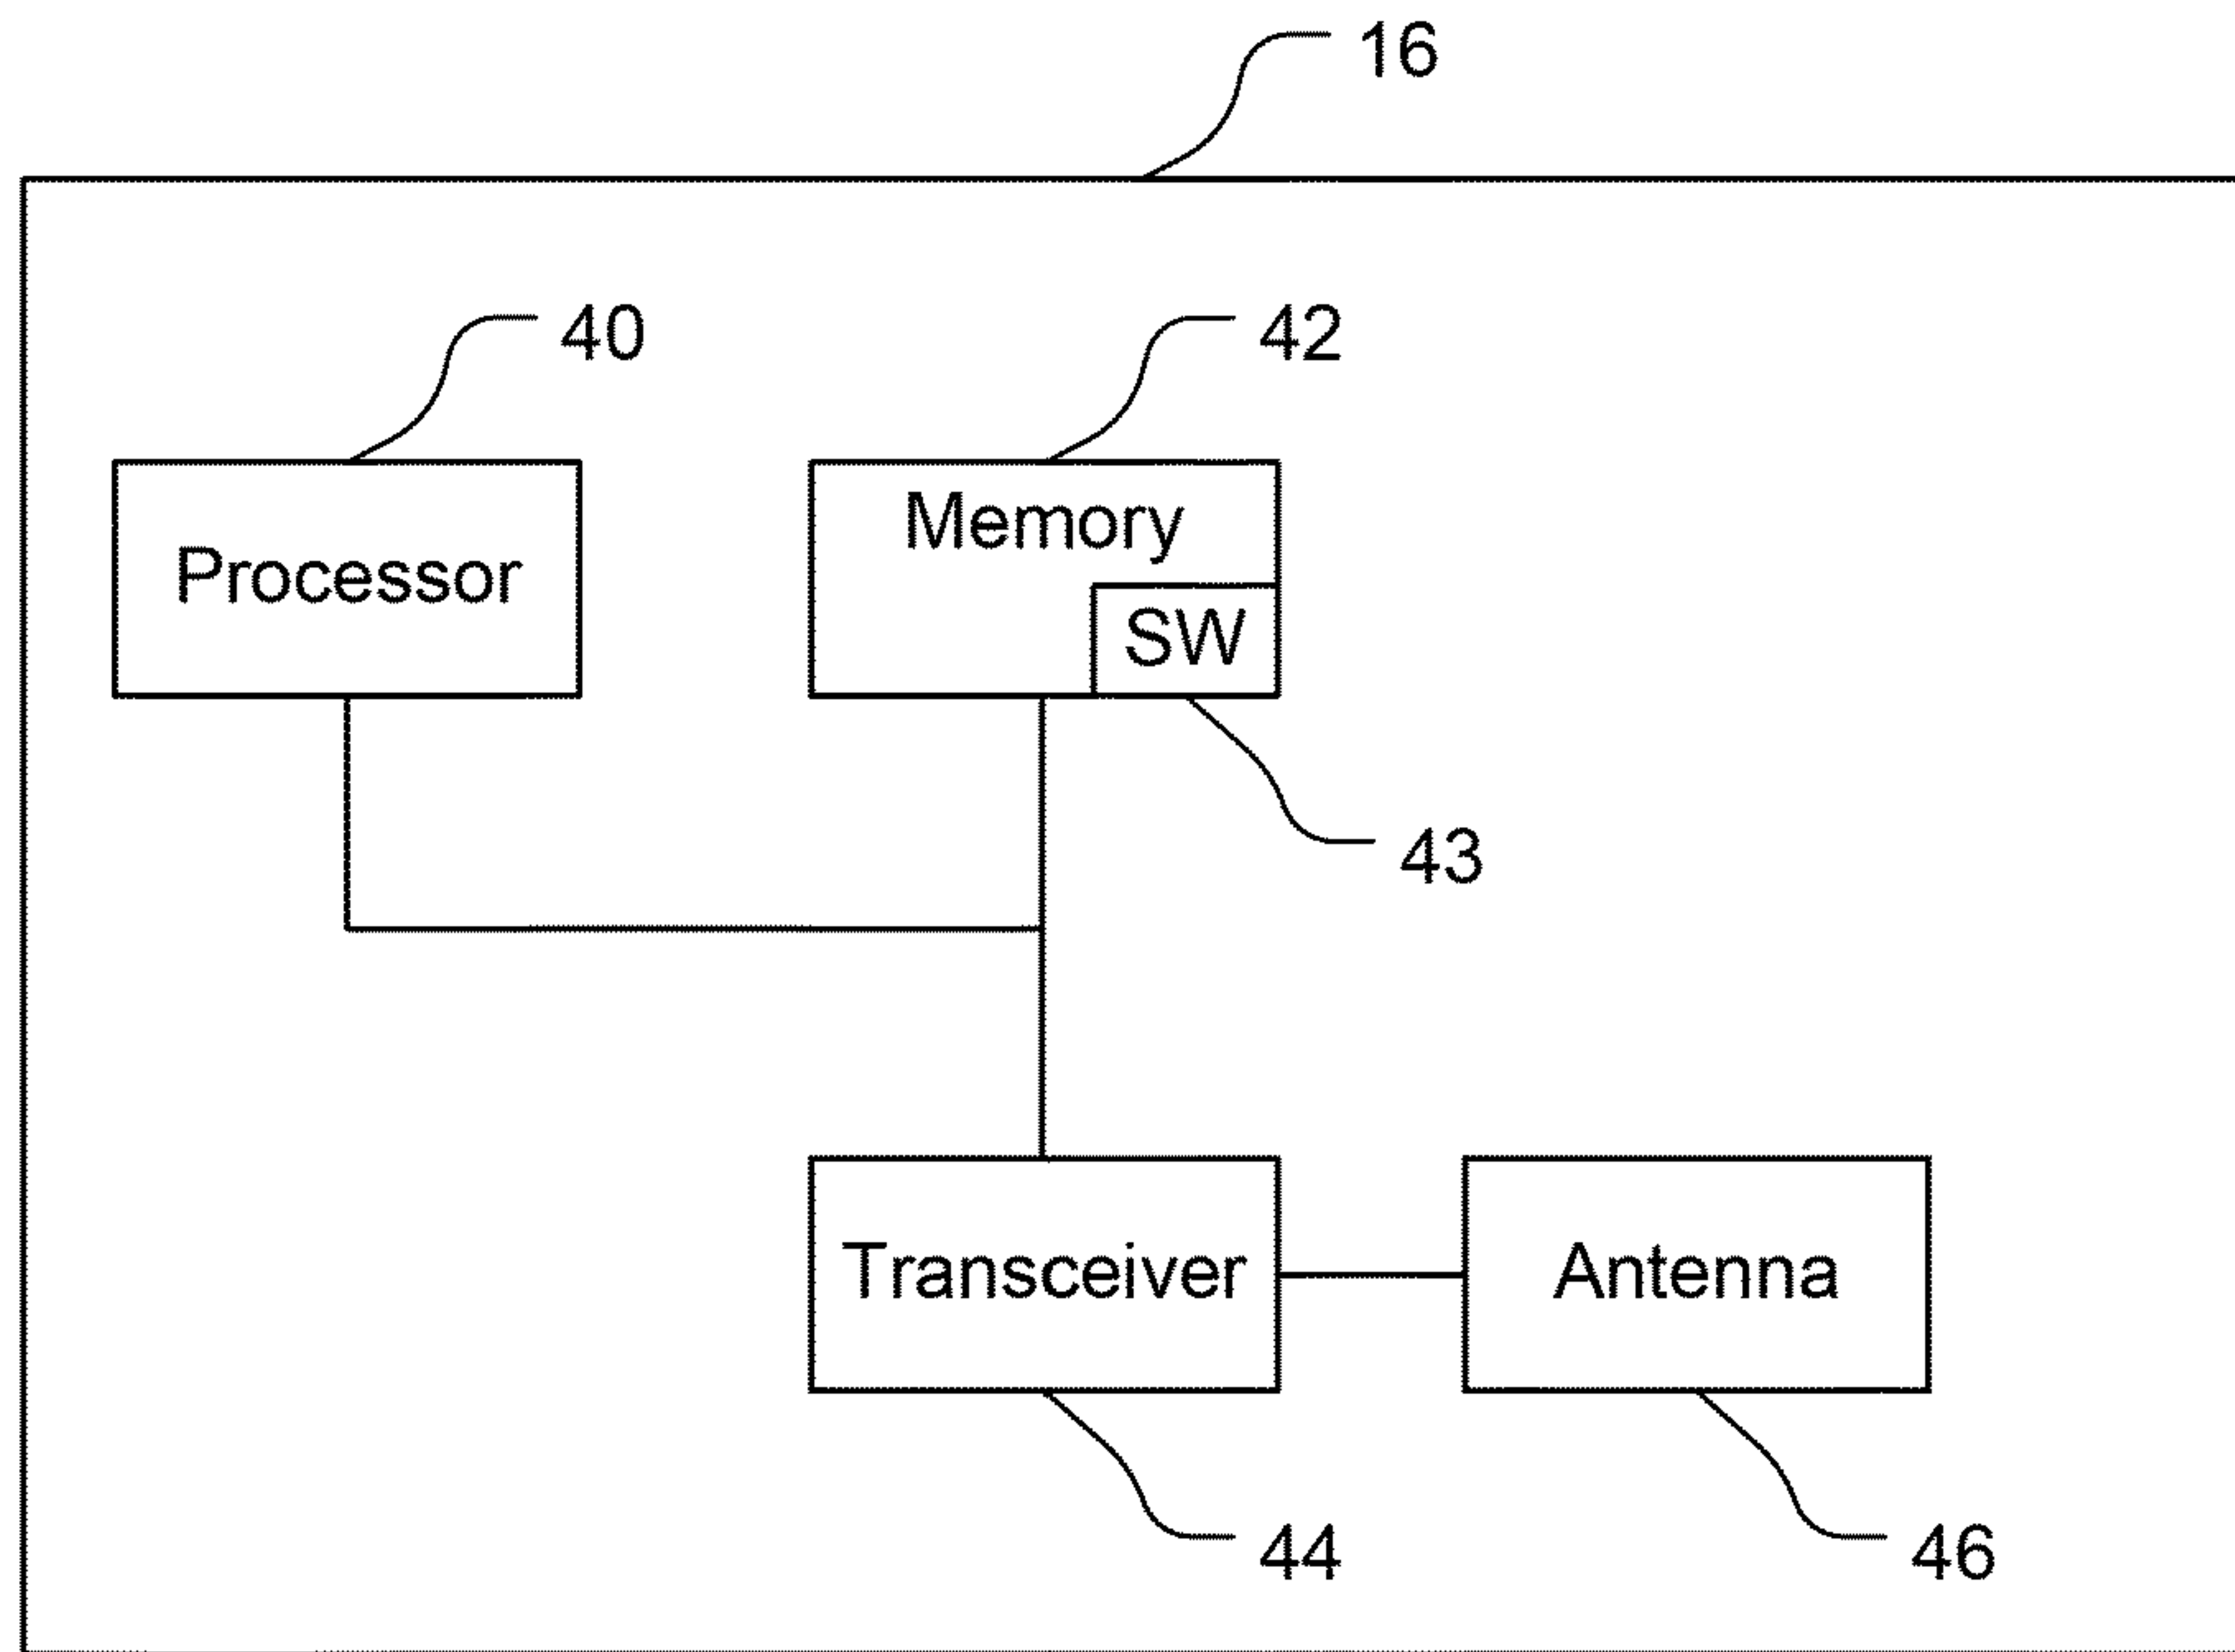 16
40
42
Processor
Memory
SW
43
Transceiver
Antenna
44
46